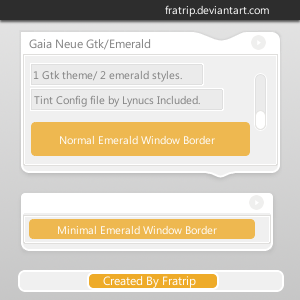 fratrip.deviantart.com
Gaia Neue Gtk/Emerald
1 Gtk theme/ 2 emerald styles.
Tint Config file by Lynucs Included.
Normal Emerald Window Border
Minimal Emerald Window Border
Created By Fratrip